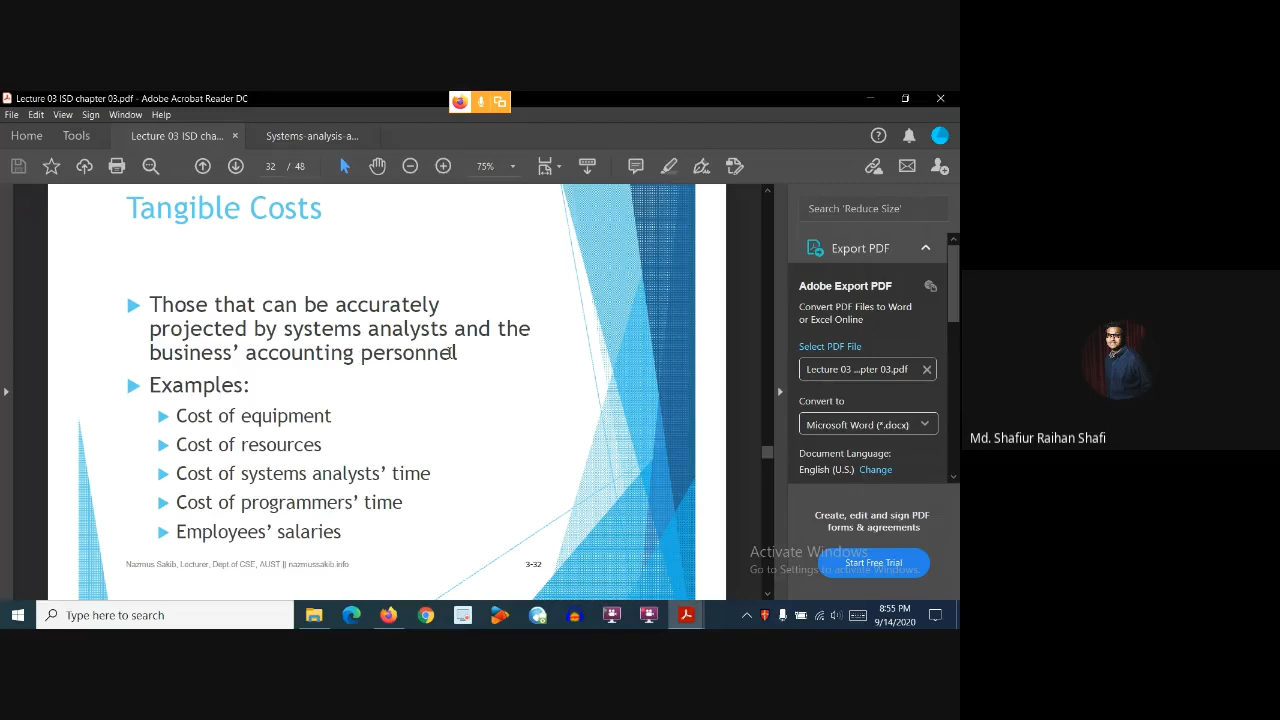 Lecture 03 ISD chapter 03.pdf - Adobe Acrobat Reader DC
File Edit View Sign Window Help
Home Tools Lecture 03 ISD cha... × Systems-analysis-a...
32 / 48 75%
Tangible Costs
Those that can be accurately
projected by systems analysts and the
business’ accounting personnel
Examples:
Cost of equipment
Cost of resources
Cost of systems analysts’ time
Cost of programmers’ time
Employees’ salaries
Nazmus Sakib, Lecturer, Dept of CSE, AUST || nazmussakib.info 3-32
Search 'Reduce Size'
Export PDF
Adobe Export PDF
Convert PDF Files to Word
or Excel Online
Select PDF File
Lecture 03 ...pter 03.pdf
Convert to
Microsoft Word (*.docx)
Document Language:
English (U.S.) Change
Create, edit and sign PDF
forms & agreements
Start Free Trial
Activate Windows
Go to Settings to activate Windows.
Type here to search
8:55 PM
9/14/2020
Md. Shafiur Raihan Shafi